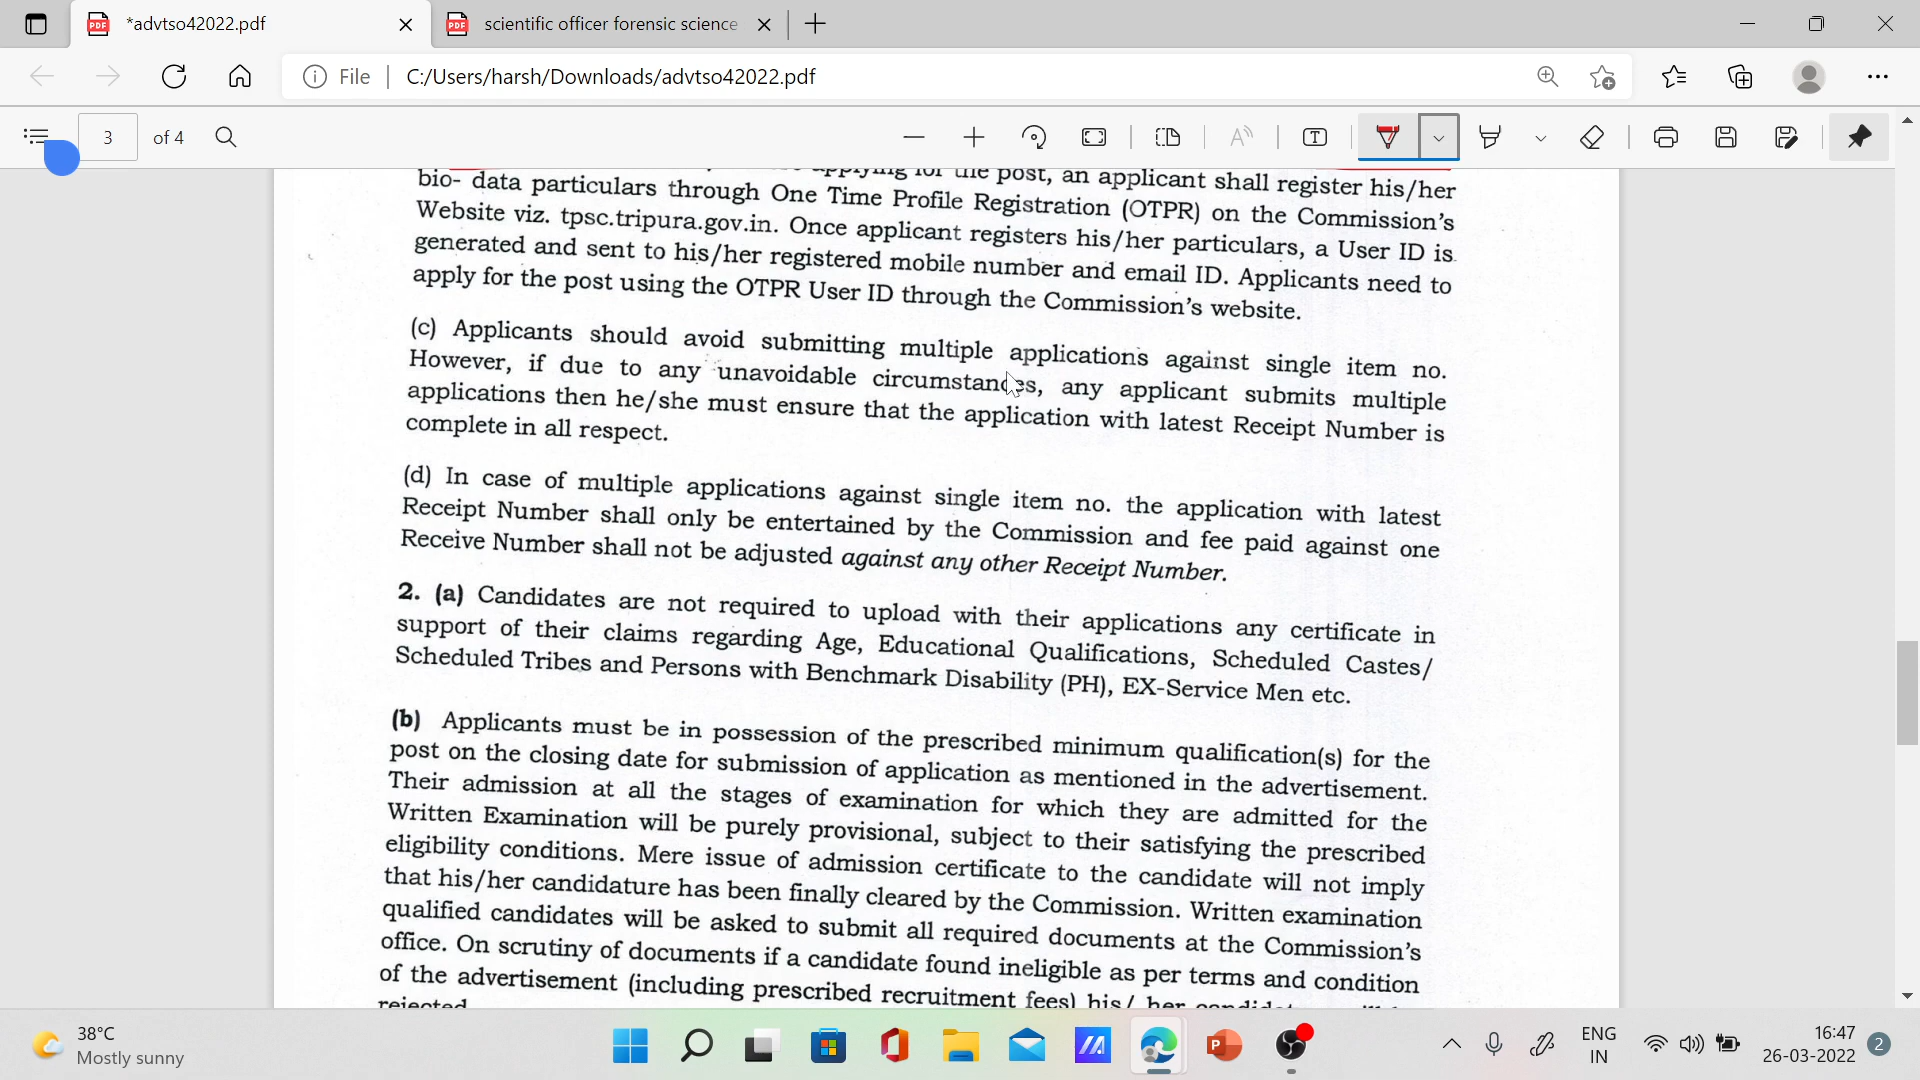 *advtso42022.pdf
scientific officer forensic science
File
C:/Users/harsh/Downloads/advtso42022.pdf
3 of 4
applying for the post, an applicant shall register his/her
bio- data particulars through One Time Profile Registration (OTPR) on the Commission's
Website viz. tpsc.tripura.gov.in. Once applicant registers his/her particulars, a User ID is
generated and sent to his/her registered mobile number and email ID. Applicants need to
apply for the post using the OTPR User ID through the Commission's website.
(c) Applicants should avoid submitting multiple applications against single item no.
However, if due to any unavoidable circumstances, any applicant submits multiple
applications then he/she must ensure that the application with latest Receipt Number is
complete in all respect.
(d) In case of multiple applications against single item no. the application with latest
Receipt Number shall only be entertained by the Commission and fee paid against one
Receive Number shall not be adjusted against any other Receipt Number.
2. (a) Candidates are not required to upload with their applications any certificate in
support of their claims regarding Age, Educational Qualifications, Scheduled Castes/
Scheduled Tribes and Persons with Benchmark Disability (PH), EX-Service Men etc.
(b) Applicants must be in possession of the prescribed minimum qualification(s) for the
post on the closing date for submission of application as mentioned in the advertisement.
Their admission at all the stages of examination for which they are admitted for the
Written Examination will be purely provisional, subject to their satisfying the prescribed
eligibility conditions. Mere issue of admission certificate to the candidate will not imply
that his/her candidature has been finally cleared by the Commission. Written examination
qualified candidates will be asked to submit all required documents at the Commission's
office. On scrutiny of documents if a candidate found ineligible as per terms and condition
of the advertisement (including prescribed recruitment fees) his/ her
rejected
38°C
Mostly sunny
ENG
IN
16:47
26-03-2022
2